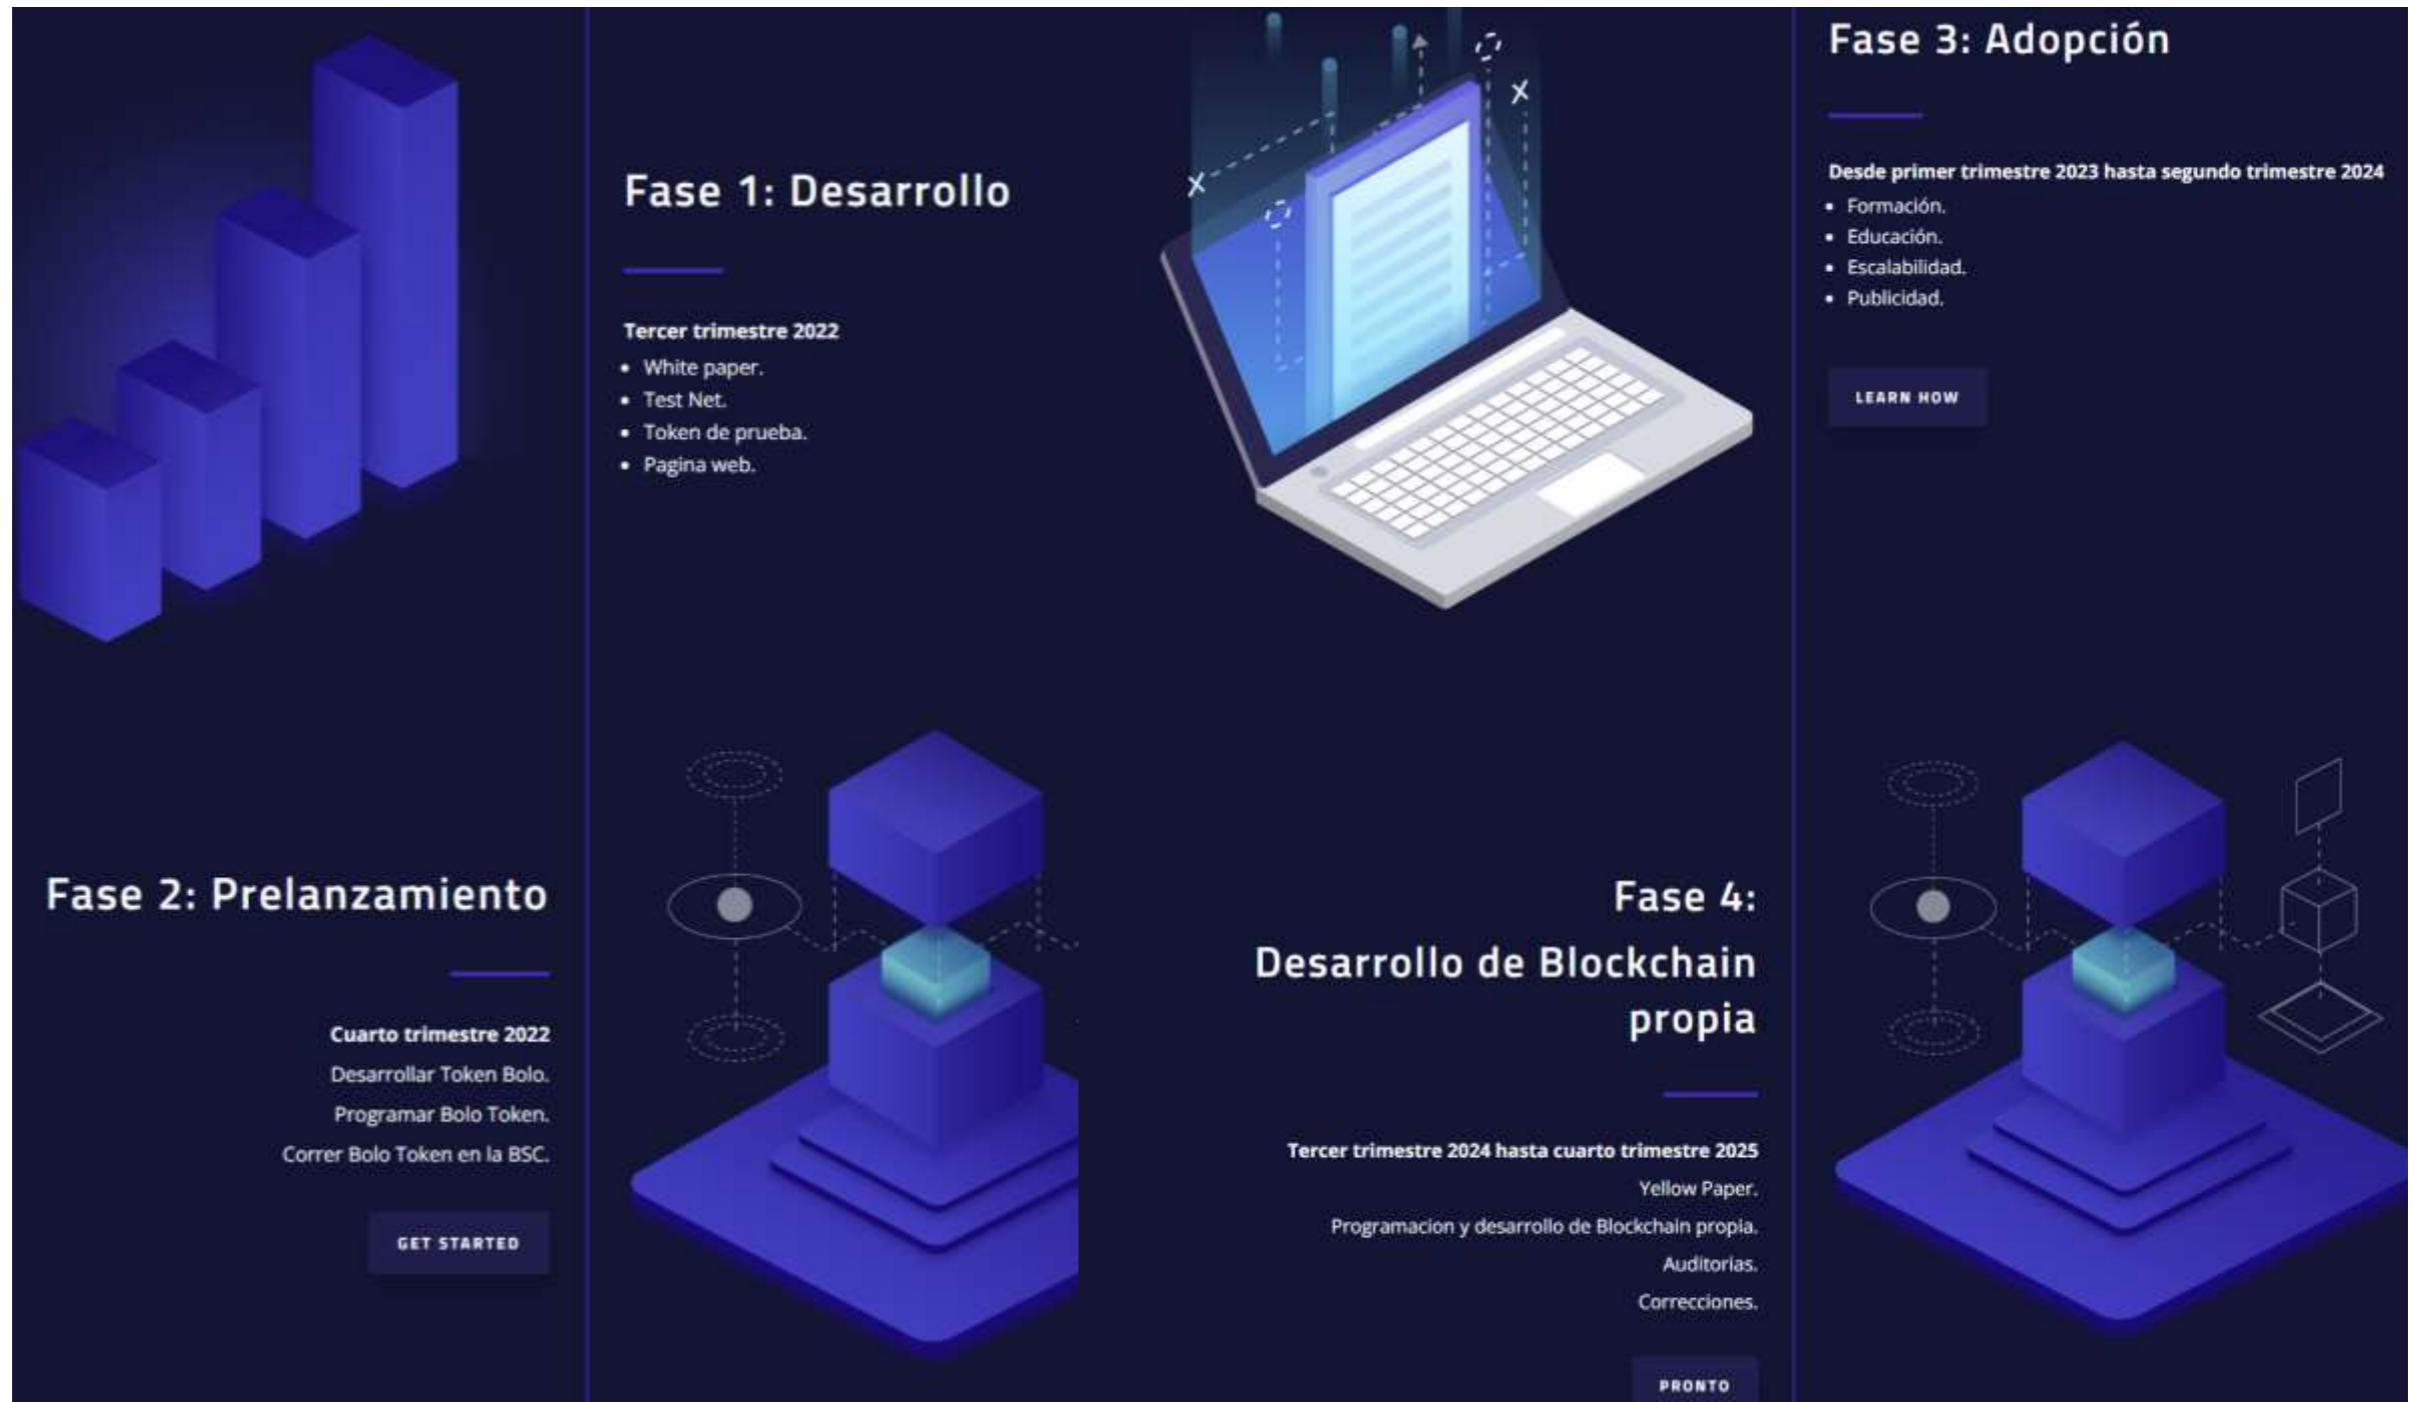 Fase 1: Desarrollo
Tercer trimestre 2022
• White paper.
• Test Net.
• Token de prueba.
• Pagina web.
Fase 2: Prelanzamiento
Cuarto trimestre 2022
Desarrollar Token Bolo.
Programar Bolo Token.
Correr Bolo Token en la BSC.
GET STARTED
Fase 3: Adopción
Desde primer trimestre 2023 hasta segundo trimestre 2024
• Formación.
• Educación.
• Escalabilidad.
• Publicidad.
LEARN HOW
Fase 4:
Desarrollo de Blockchain
propia
Tercer trimestre 2024 hasta cuarto trimestre 2025
Yellow Paper.
Programacion y desarrollo de Blockchain propia.
Auditorias.
Correcciones.
PRONTO